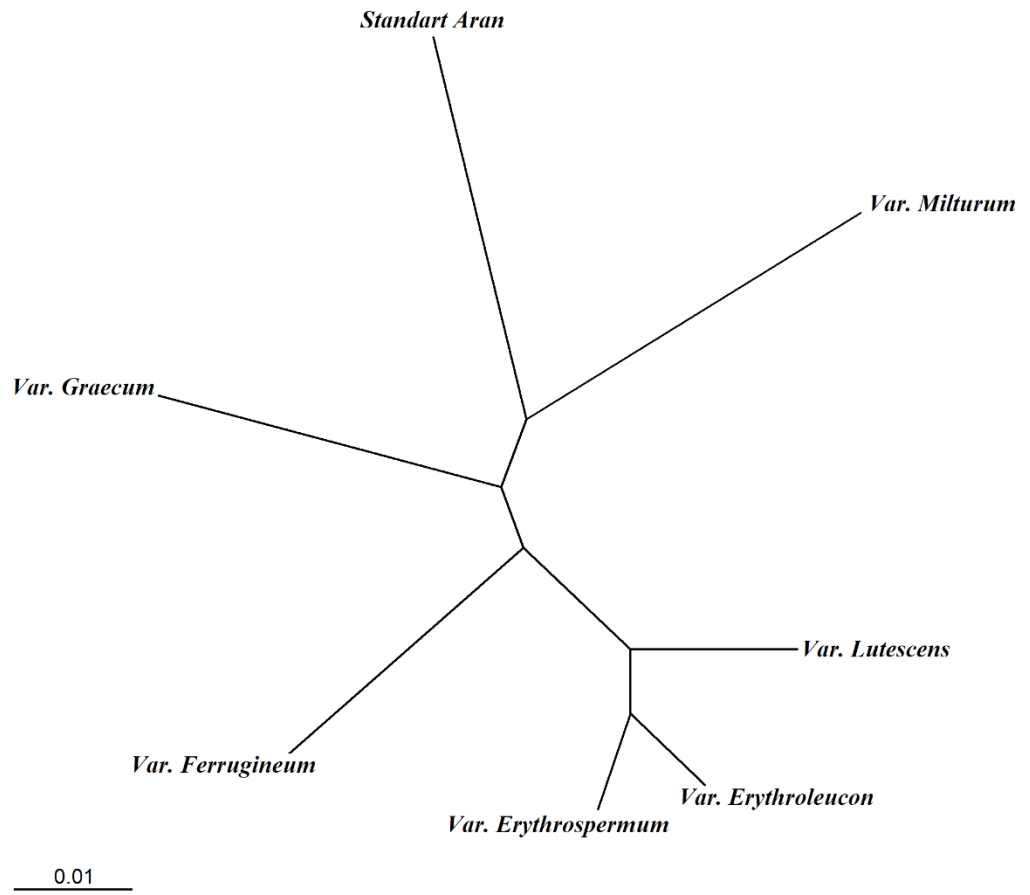 Standart Aran
Var. Milturum
Var. Graecum
Var. Lutescens
Var. Ferrugineum
Var. Erythroleucon
Var. Erythrospermum
0.01